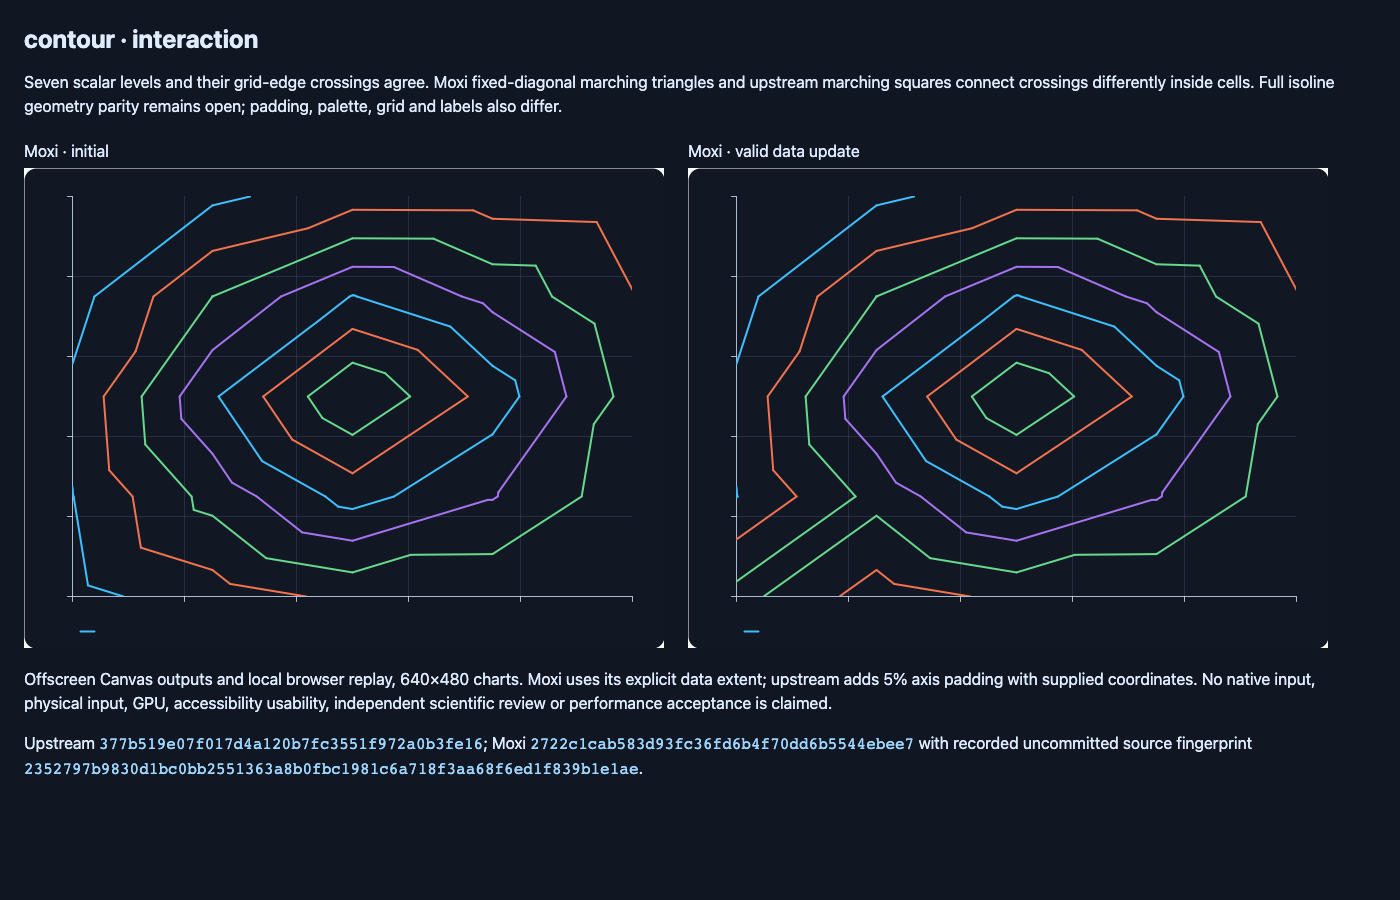 contour · interaction
Seven scalar levels and their grid-edge crossings agree. Moxi fixed-diagonal marching triangles and upstream marching squares connect crossings differently inside cells. Full isoline
geometry parity remains open; padding, palette, grid and labels also differ.
Moxi · initial
Moxi · valid data update
Offscreen Canvas outputs and local browser replay, 640×480 charts. Moxi uses its explicit data extent; upstream adds 5% axis padding with supplied coordinates. No native input,
physical input, GPU, accessibility usability, independent scientific review or performance acceptance is claimed.
Upstream 377b519e07f017d4a120b7fc3551f972a0b3fe16; Moxi 2722c1cab583d93fc36fd6b4f70dd6b5544ebee7 with recorded uncommitted source fingerprint
2352797b9830d1bc0bb2551363a8b0fbc1981c6a718f3aa68f6ed1f839b1e1ae.